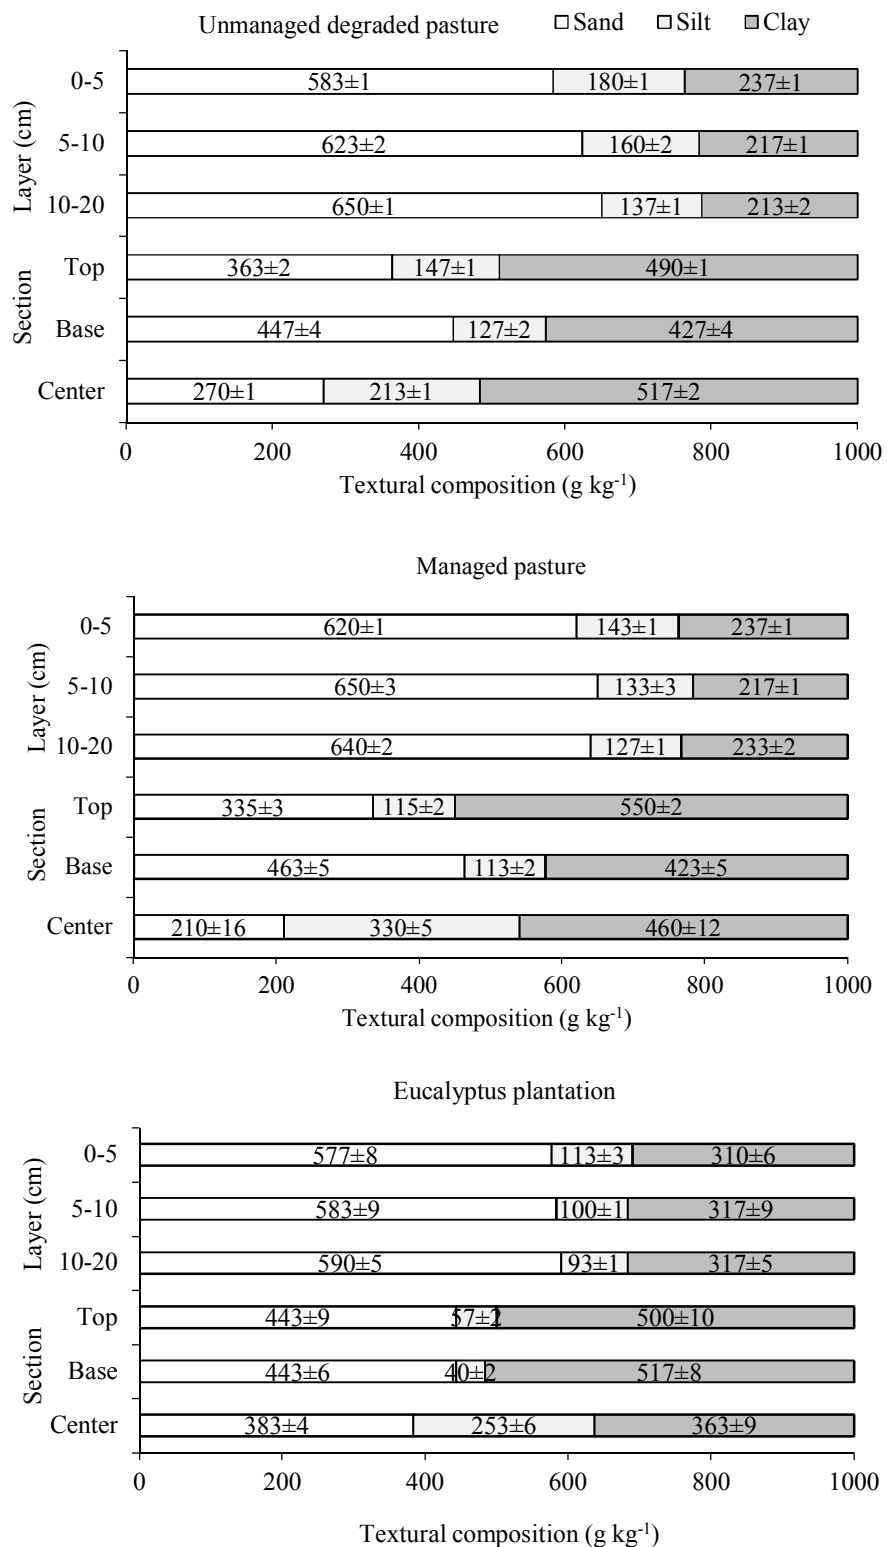 Unmanaged degraded pasture Sand Silt Clay
Layer (cm)
0-5 583±1 180±1 237±1
5-10 623±2 160±2 217±1
10-20 650±1 137±1 213±2
Section
Top 363±2 147±1 490±1
Base 447±4 127±2 427±4
Center 270±1 213±1 517±2
0 200 400 600 800 1000
Textural composition (g kg⁻¹)
Managed pasture
Layer (cm)
0-5 620±1 143±1 237±1
5-10 650±3 133±3 217±1
10-20 640±2 127±1 233±2
Section
Top 335±3 115±2 550±2
Base 463±5 113±2 423±5
Center 210±16 330±5 460±12
0 200 400 600 800 1000
Textural composition (g kg⁻¹)
Eucalyptus plantation
Layer (cm)
0-5 577±8 113±3 310±6
5-10 583±9 100±1 317±9
10-20 590±5 93±1 317±5
Section
Top 443±9 57±2 500±10
Base 443±6 40±2 517±8
Center 383±4 253±6 363±9
0 200 400 600 800 1000
Textural composition (g kg⁻¹)